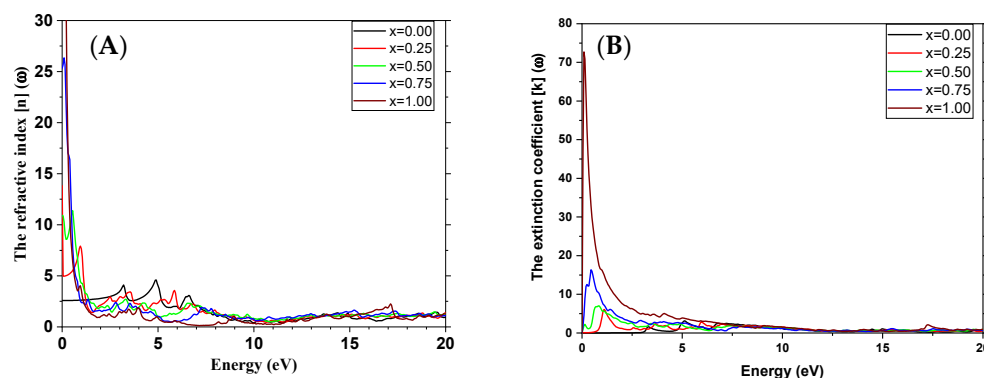 (A)
The refractive index [n] (ω)
30
25
20
15
10
5
0
0 5 10 15 20
Energy (eV)
x=0.00
x=0.25
x=0.50
x=0.75
x=1.00
(B)
The extinction coefficient [k] (ω)
80
70
60
50
40
30
20
10
0
0 5 10 15 20
Energy (eV)
x=0.00
x=0.25
x=0.50
x=0.75
x=1.00